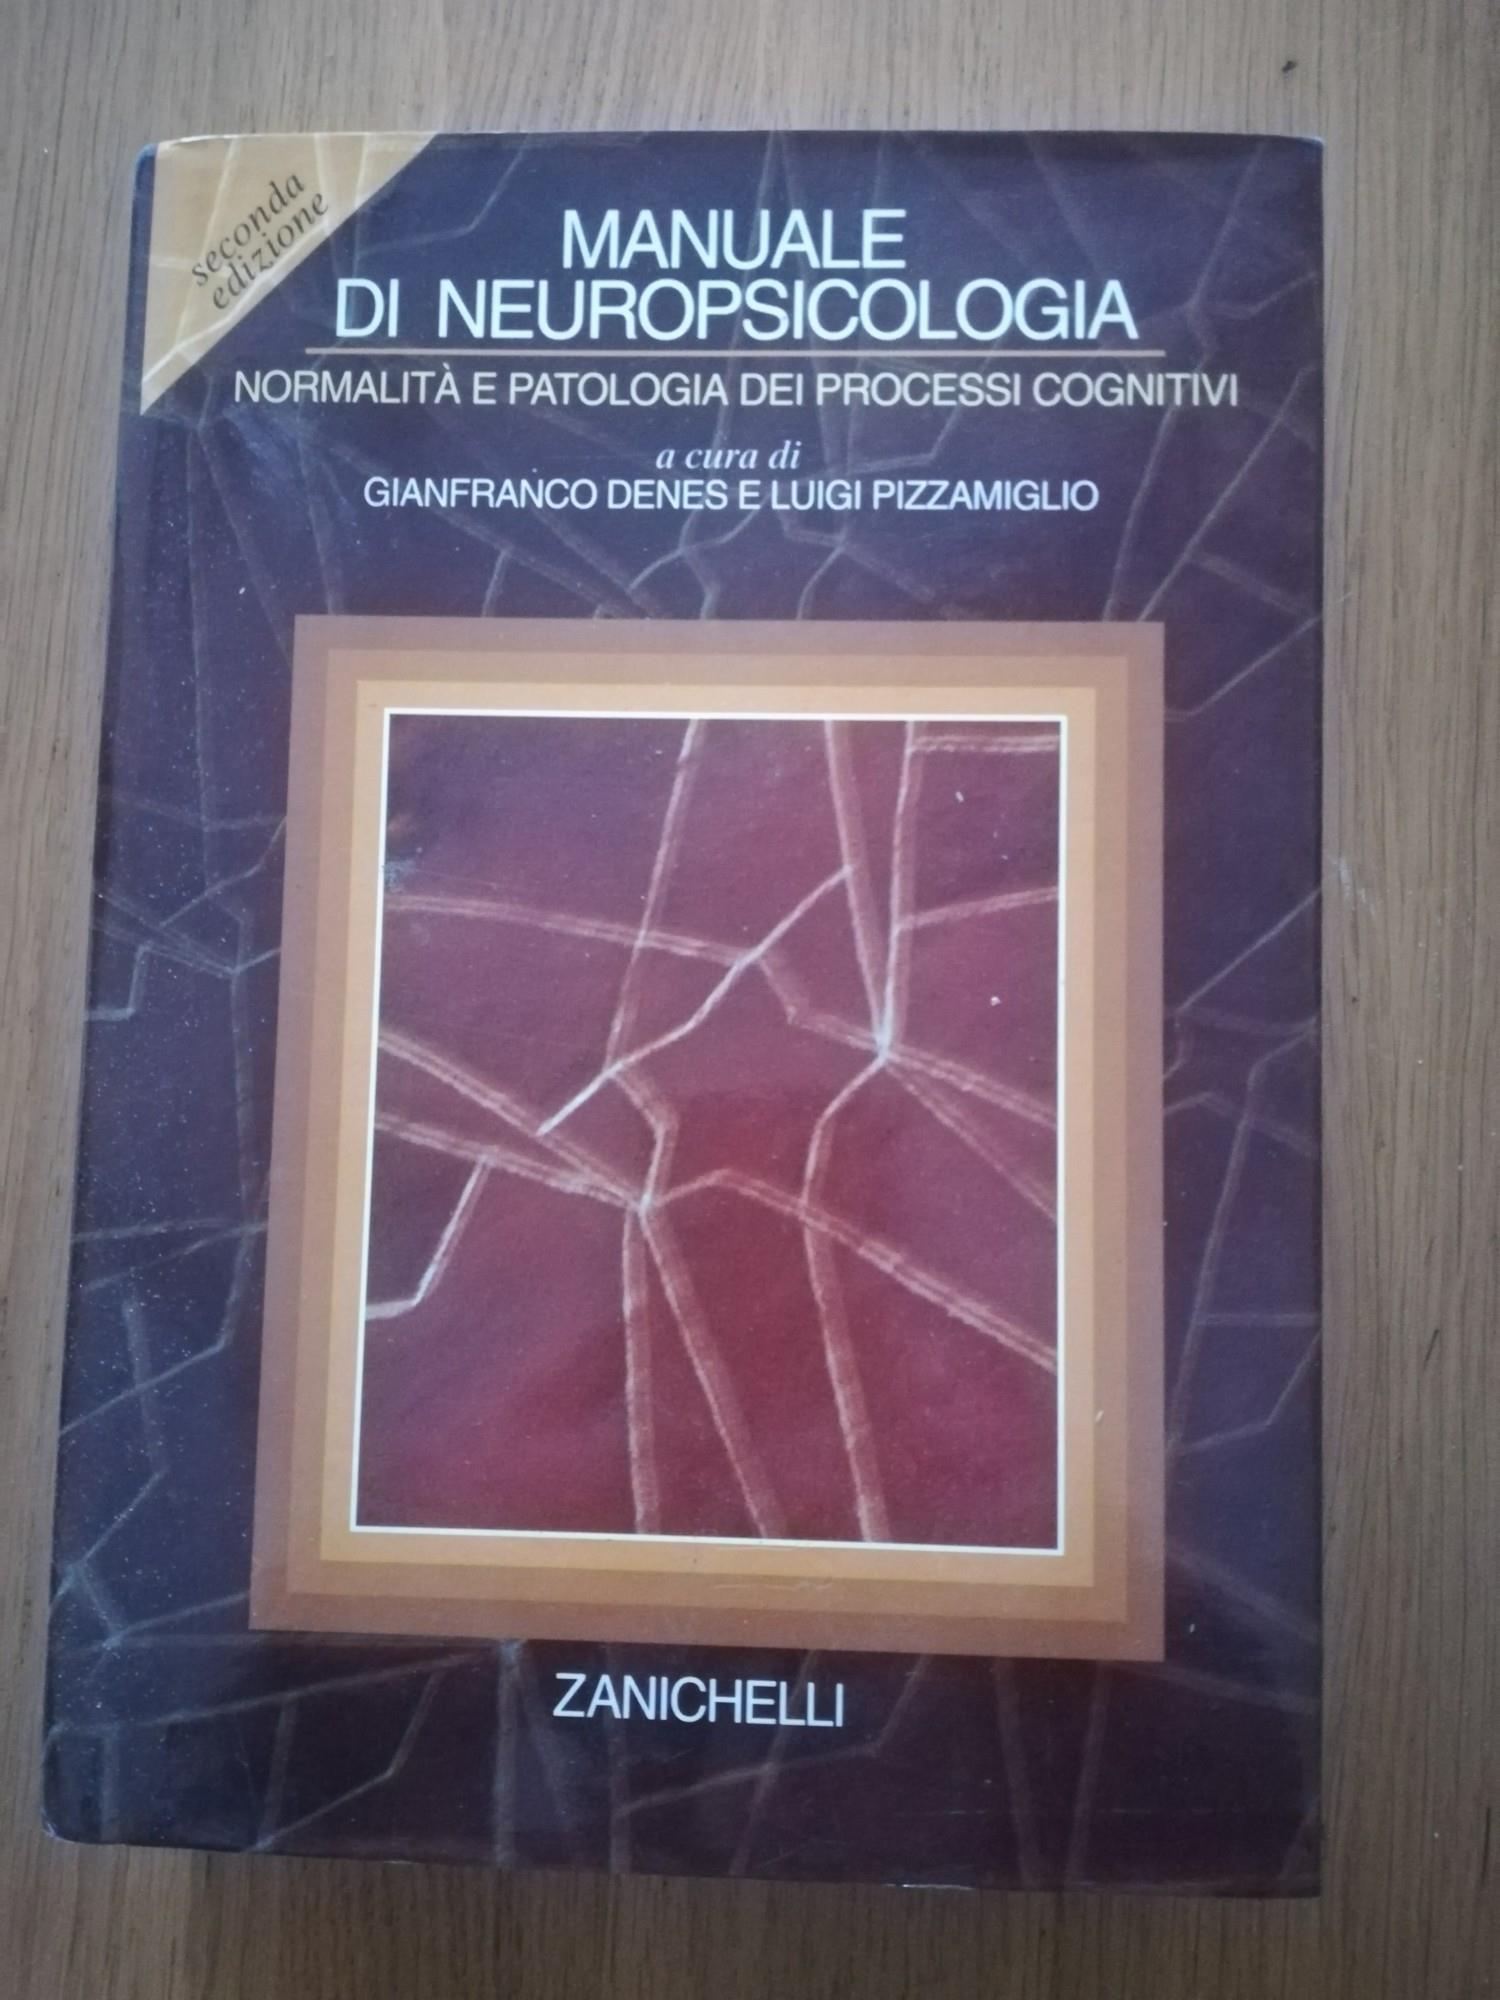 seconda
edizione
MANUALE
DI NEUROPSICOLOGIA
NORMALITÀ E PATOLOGIA DEI PROCESSI COGNITIVI
a cura di
GIANFRANCO DENES E LUIGI PIZZAMIGLIO
ZANICHELLI